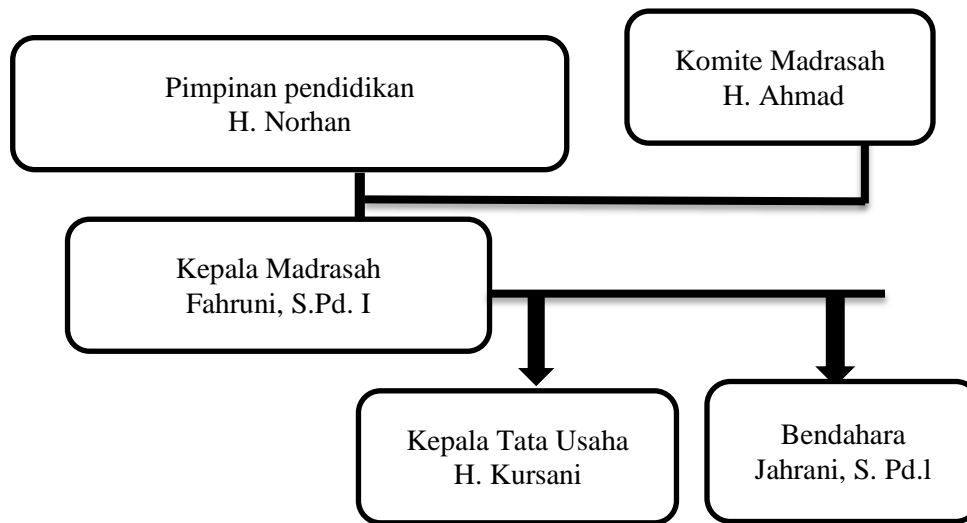 Pimpinan pendidikan
H. Norhan
Komite Madrasah
H. Ahmad
Kepala Madrasah
Fahruni, S.Pd. I
Kepala Tata Usaha
H. Kursani
Bendahara
Jahrani, S. Pd.l